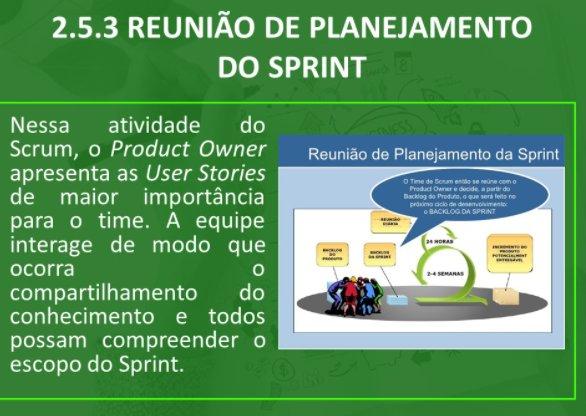 2.5.3 REUNIÃO DE PLANEJAMENTO
DO SPRINT
Nessa atividade do
Scrum, o Product Owner
apresenta as User Stories
de maior importância
para o time. A equipe
interage de modo que
ocorra o
compartilhamento do
conhecimento e todos
possam compreender o
escopo do Sprint.
Reunião de Planejamento da Sprint
O Time de Scrum então se reúne com o
Product Owner e decide, a partir do
Backlog do Produto, o que será feito no
próximo ciclo de desenvolvimento:
o BACKLOG DA SPRINT
REUNIÃO
DIÁRIA
24 HORAS
BACKLOG
DO
PRODUTO
BACKLOG
DA SPRINT
2-4 SEMANAS
INCREMENTO DO
PRODUTO
POTENCIALMENT
ENTREGÁVEL